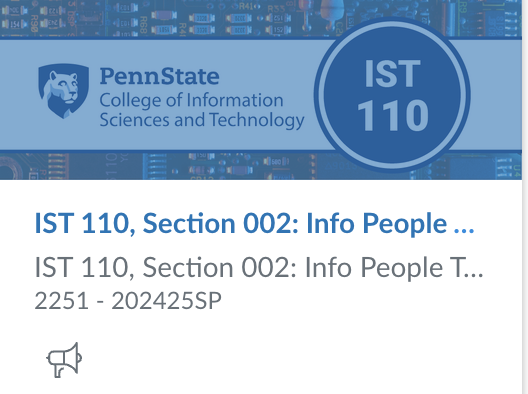 PennState
College of Information
Sciences and Technology
IST
110
IST 110, Section 002: Info People ...
IST 110, Section 002: Info People T...
2251 - 202425SP